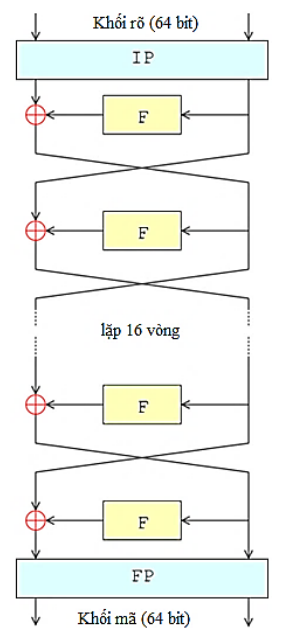 Khối rõ (64 bit)
IP
F
F
lặp 16 vòng
F
F
FP
Khối mã (64 bit)